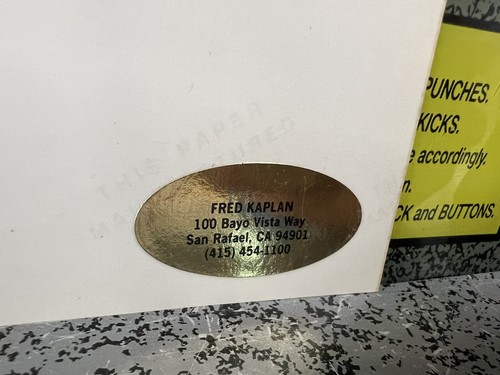 PUNCHES.
KICKS.
accordingly.
and BUTTONS.
THIS PAPER
FRED KAPLAN
100 Bayo Vista Way
San Rafael, CA 94901
(415) 454-1100